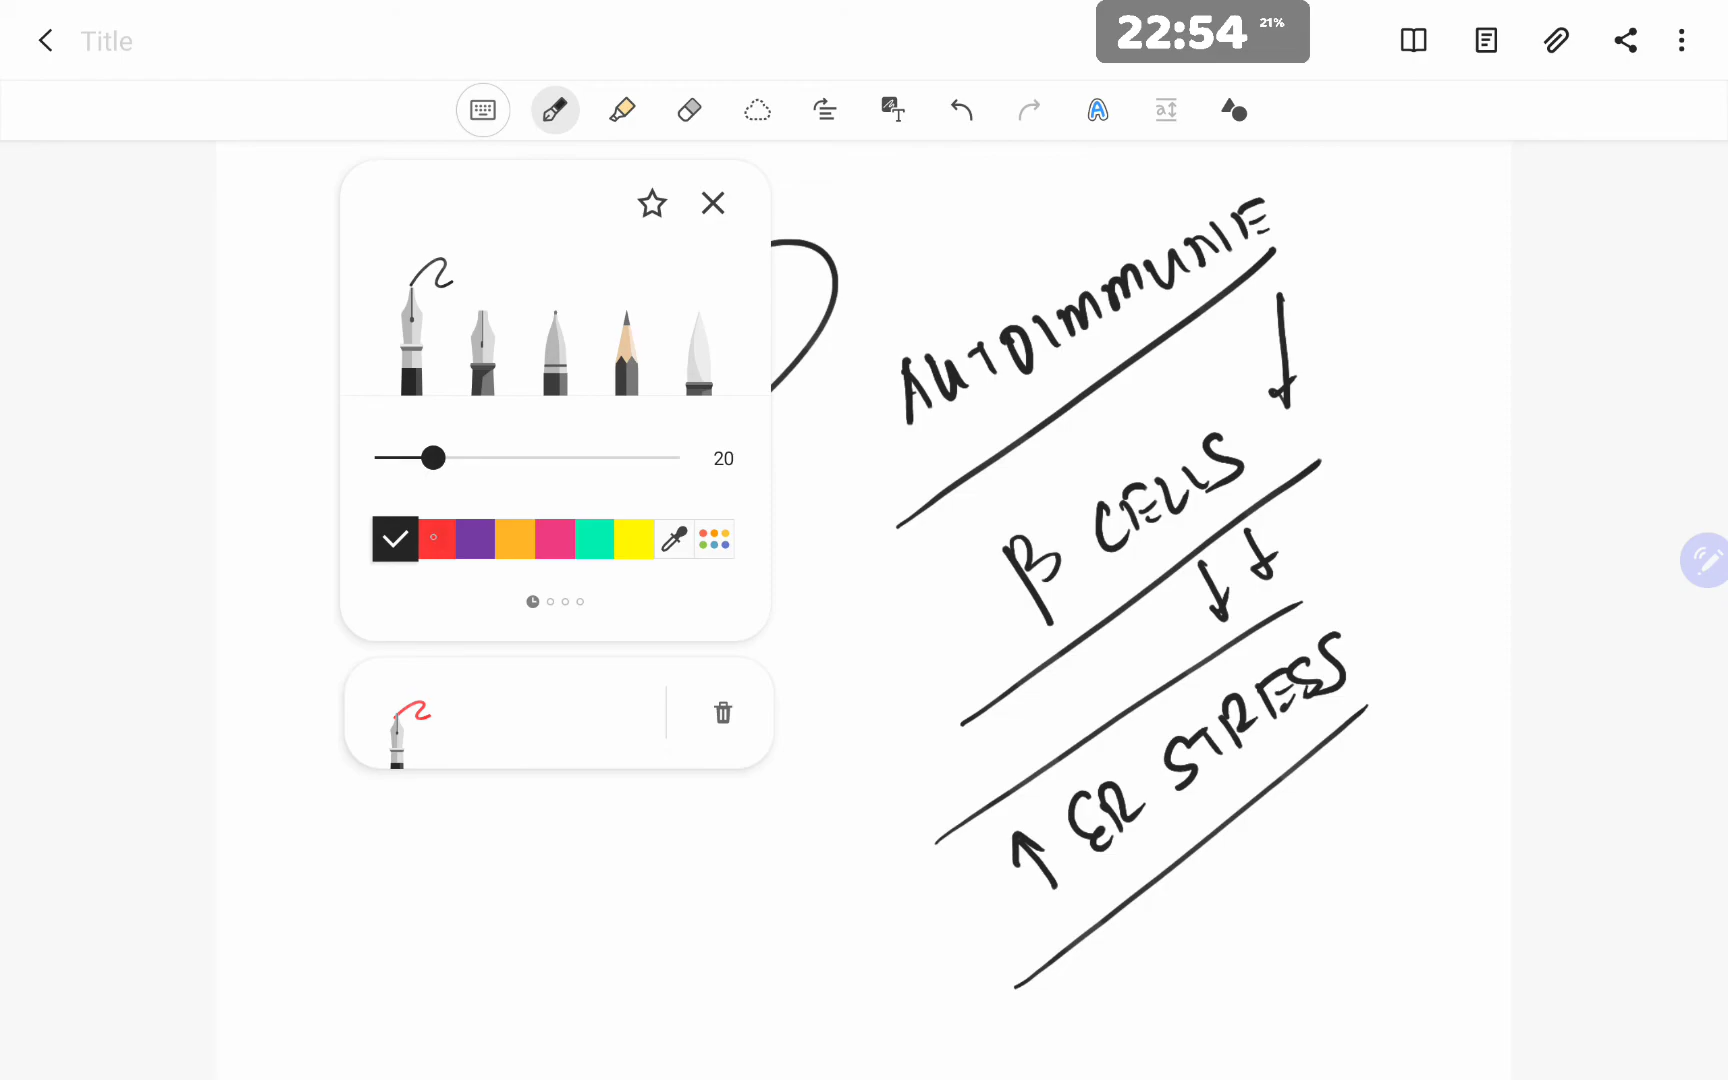 Title
22:54 21%
20
AUTOIMMUNE
↓
β CELLS
↓ ↓
↑ ER STRESS